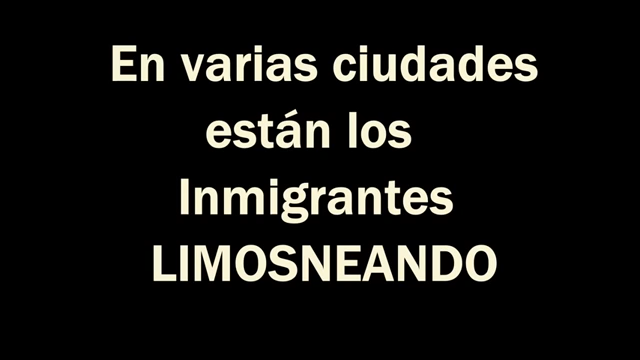 En varias ciudades
están los
Inmigrantes
LIMOSNEANDO